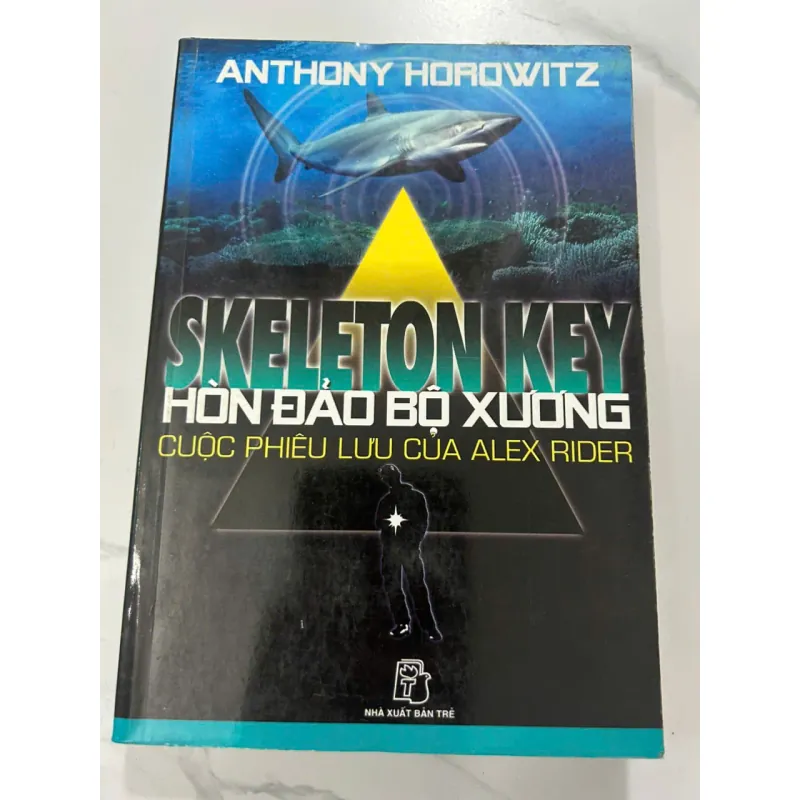 ANTHONY HOROWITZ
SKELETON KEY
HÒN ĐẢO BỘ XƯƠNG
CUỘC PHIÊU LƯU CỦA ALEX RIDER
NHÀ XUẤT BẢN TRẺ